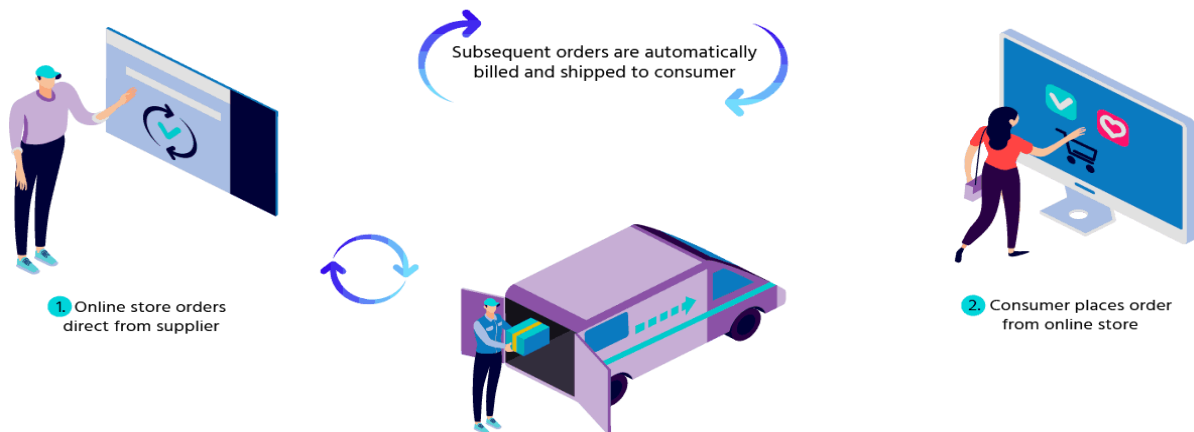 Subsequent orders are automatically
billed and shipped to consumer
1. Online store orders
direct from supplier
2. Consumer places order
from online store